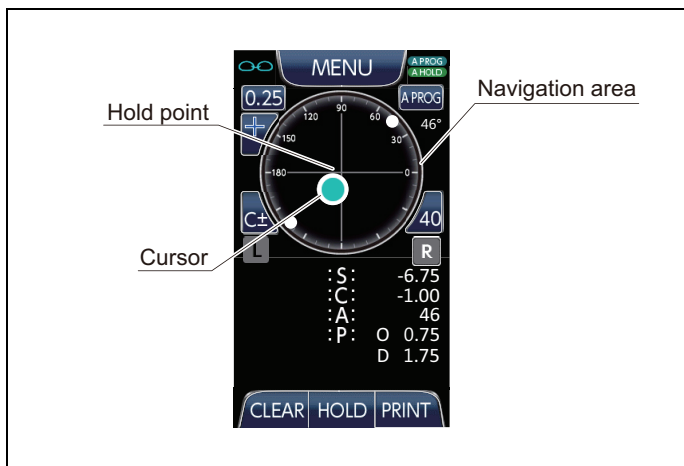 MENU
A PROG
A HOLD
0.25
A PROG
Navigation area
Hold point
120
90
60
46°
150
30
180
0
C±
40
L
R
Cursor
:S: -6.75
:C: -1.00
:A: 46
:P: O 0.75
D 1.75
CLEAR HOLD PRINT